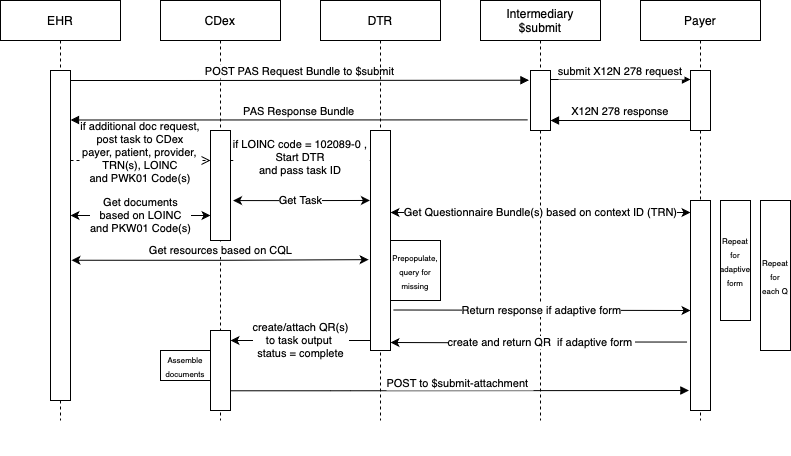 EHR
CDex
DTR
Intermediary
$submit
Payer
POST PAS Request Bundle to $submit
submit X12N 278 request
PAS Response Bundle
X12N 278 response
if additional doc request,
post task to CDex
payer, patient, provider,
TRN(s), LOINC
and PWK01 Code(s)
if LOINC code = 102089-0 ,
Start DTR
and pass task ID
Get Task
Get documents
based on LOINC
and PKW01 Code(s)
Get Questionnaire Bundle(s) based on context ID (TRN)
Repeat
for
adaptive
form
Repeat
for
each Q
Get resources based on CQL
Prepopulate,
query for
missing
Return response if adaptive form
create/attach QR(s)
to task output
status = complete
create and return QR if adaptive form
Assemble
documents
POST to $submit-attachment